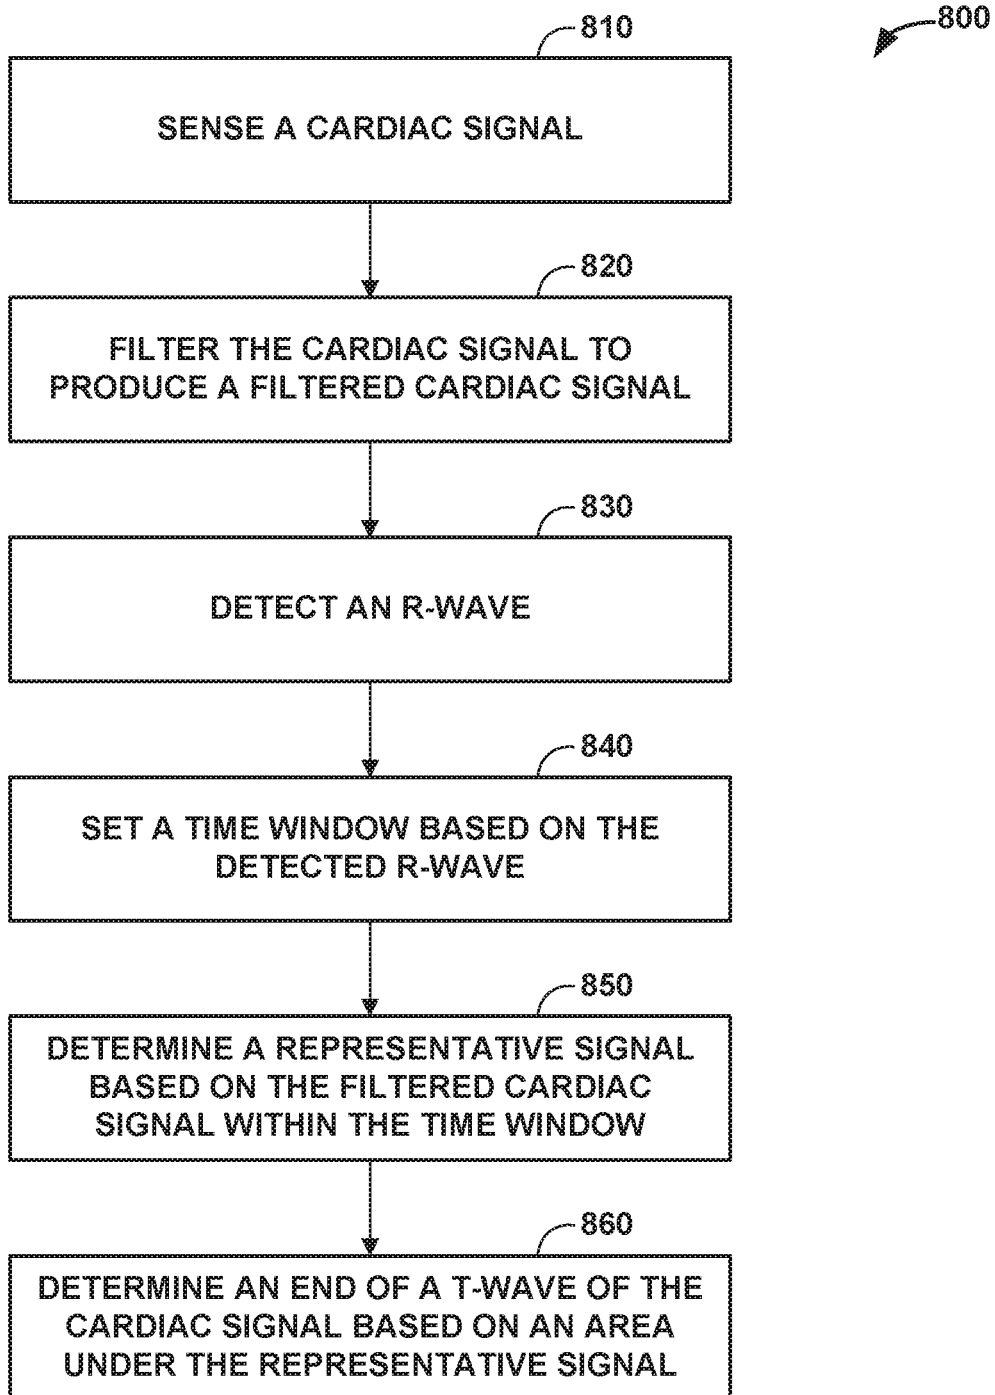 800
810
SENSE A CARDIAC SIGNAL
820
FILTER THE CARDIAC SIGNAL TO
PRODUCE A FILTERED CARDIAC SIGNAL
830
DETECT AN R-WAVE
840
SET A TIME WINDOW BASED ON THE
DETECTED R-WAVE
850
DETERMINE A REPRESENTATIVE SIGNAL
BASED ON THE FILTERED CARDIAC
SIGNAL WITHIN THE TIME WINDOW
860
DETERMINE AN END OF A T-WAVE OF THE
CARDIAC SIGNAL BASED ON AN AREA
UNDER THE REPRESENTATIVE SIGNAL